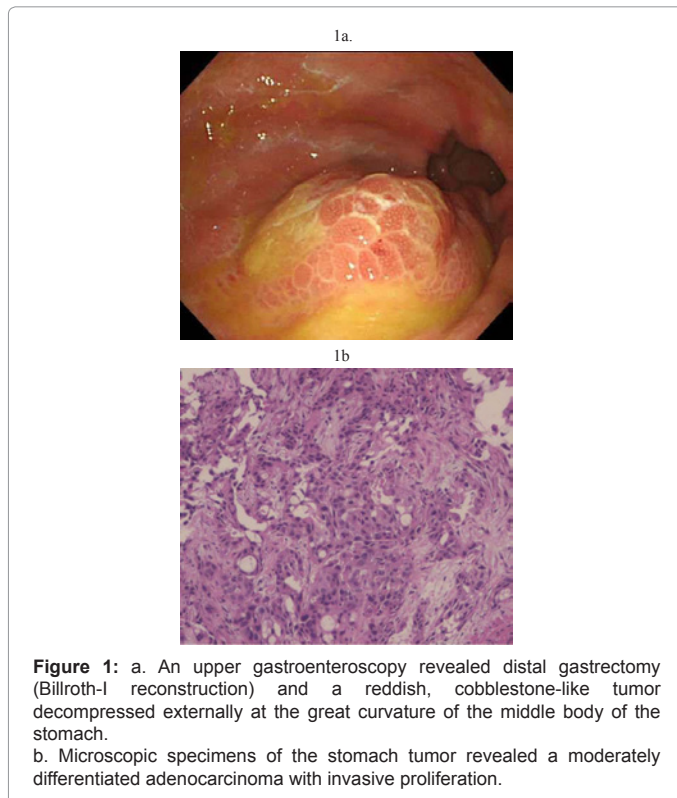 1a.
1b
Figure 1: a. An upper gastroenteroscopy revealed distal gastrectomy
(Billroth-I reconstruction) and a reddish, cobblestone-like tumor
decompressed externally at the great curvature of the middle body of the
stomach.
b. Microscopic specimens of the stomach tumor revealed a moderately
differentiated adenocarcinoma with invasive proliferation.